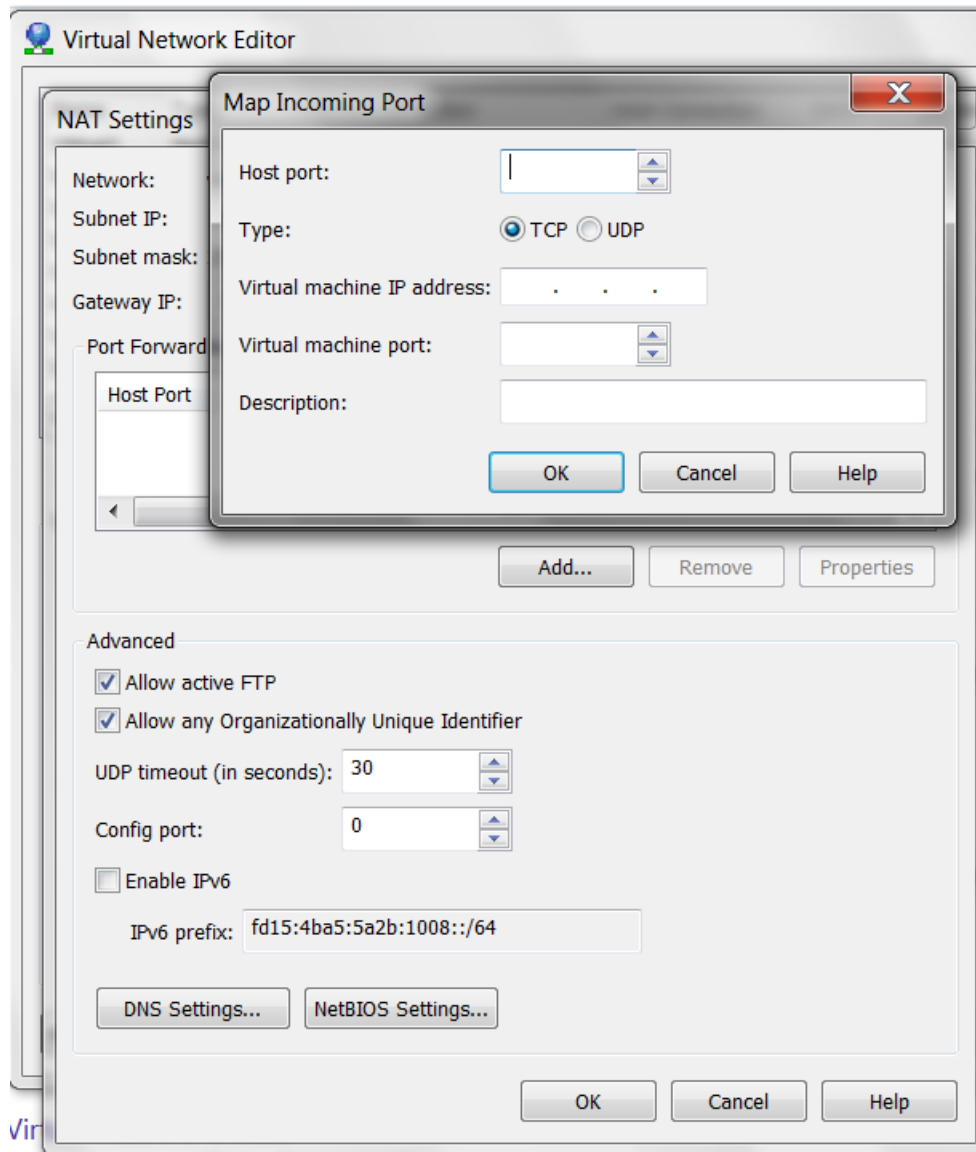 Virtual Network Editor
NAT Settings
Map Incoming Port
Network:
Subnet IP:
Subnet mask:
Gateway IP:
Port Forward
Host Port
Host port:
Type: TCP UDP
Virtual machine IP address: . . .
Virtual machine port:
Description:
OK Cancel Help
Add... Remove Properties
Advanced
Allow active FTP
Allow any Organizationally Unique Identifier
UDP timeout (in seconds): 30
Config port: 0
Enable IPv6
IPv6 prefix: fd15:4ba5:5a2b:1008::/64
DNS Settings... NetBIOS Settings...
OK Cancel Help
Vir